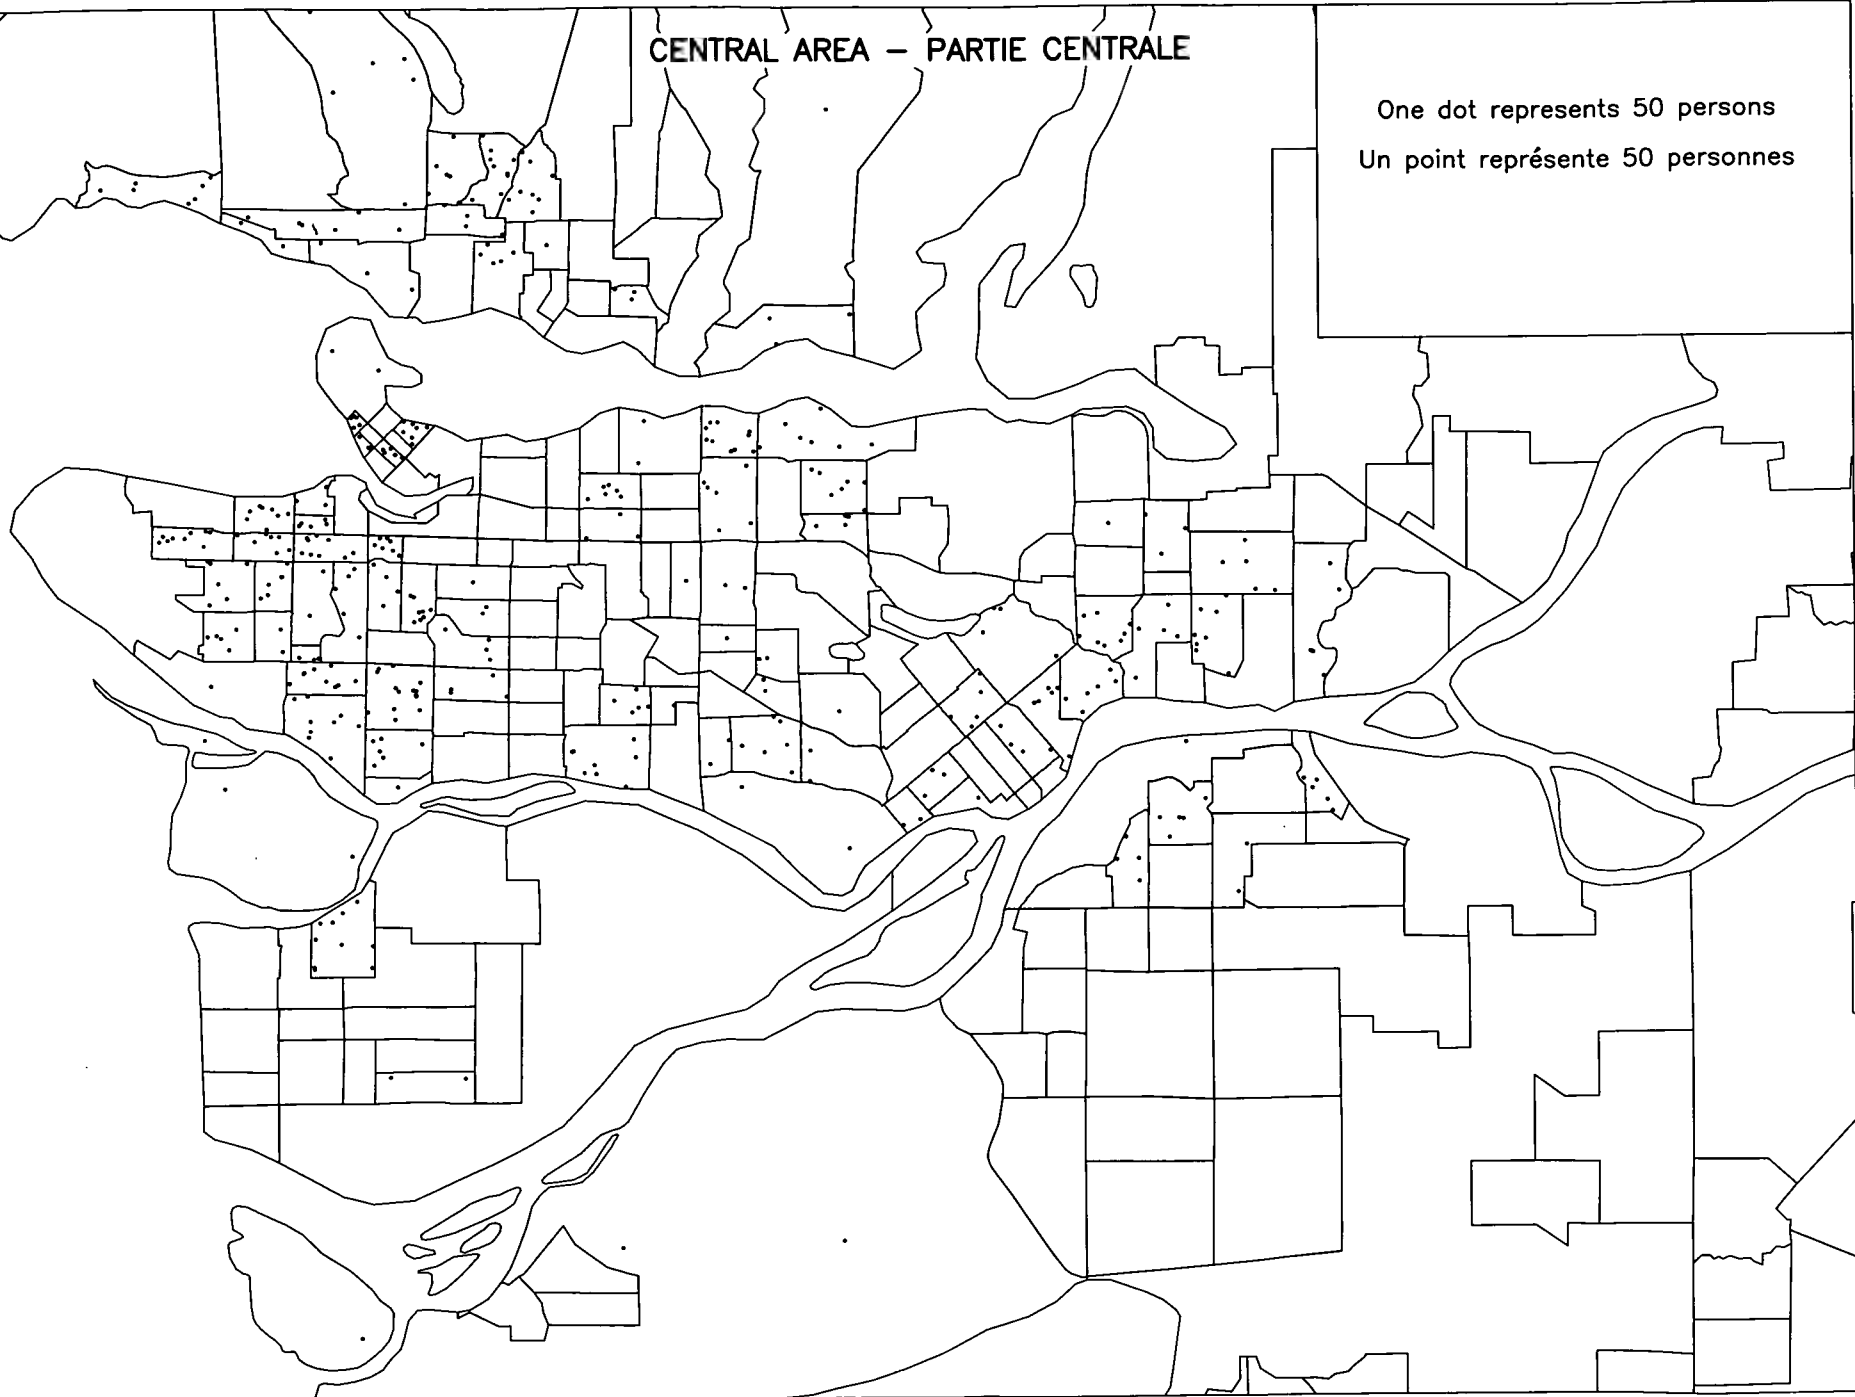 CENTRAL AREA – PARTIE CENTRALE
One dot represents 50 persons
Un point représente 50 personnes